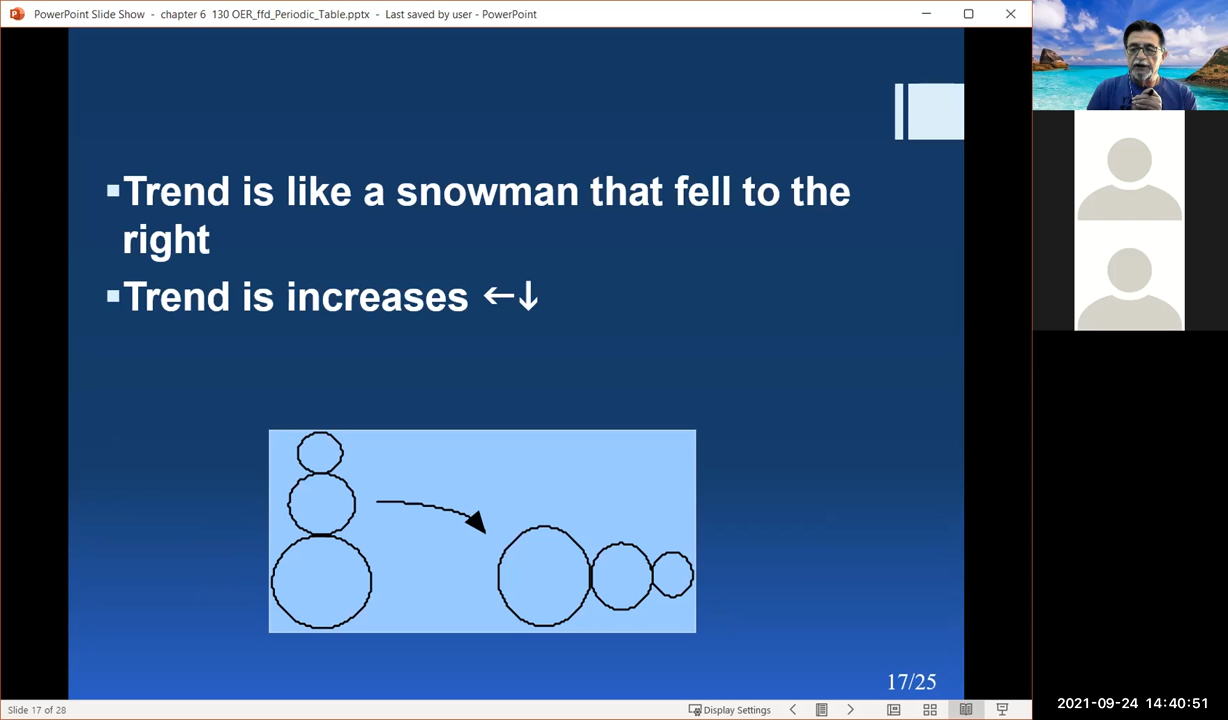 PowerPoint Slide Show - chapter 6 130 OER_ffd_Periodic_Table.pptx - Last saved by user - PowerPoint
▪Trend is like a snowman that fell to the
right
▪Trend is increases ←↓
17/25
Slide 17 of 28
Display Settings
2021-09-24 14:40:51